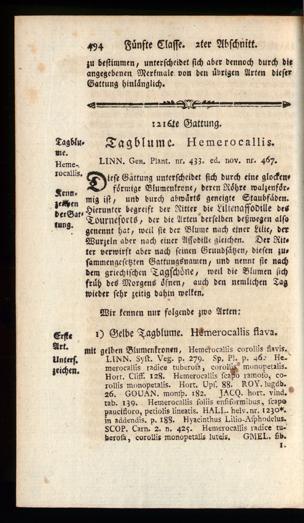 494 Fünfte Classe. 2ter Abschnitt.
zu bestimmen, unterscheidet sich aber dennoch durch die
angegebenen Merkmale von den übrigen Arten dieser
Gattung hinlänglich.
1216te Gattung.
Tagblu-
me.
Heme-
rocallis.
Tagblume. Hemerocallis.
LINN. Gen. Plant. nr. 433. ed. nov. nr. 467.
Kenn-
zeichen
der Gat-
tung.
Diese Gattung unterscheidet sich durch eine glocken-
förmige Blumenkrone, deren Röhre walzenför-
mig ist, und durch abwärts geneigte Staubfäden.
Hierunter begreift der Ritter die Lilienaffodille des
Tourneforts, der die Arten derselben deßwegen also
genennt hat, weil sie der Blume nach einer Lilie, der
Wurzeln aber nach einer Affodille gleichen. Der Rit-
ter verwirft aber nach seinen Grundsätzen, diesen zu-
sammengesetzten Gattungsnamen, und nennt sie nach
dem griechischen Tagschöne, weil die Blumen sich
früh des Morgens öfnen, auch den nemlichen Tag
wieder sehr zeitig dahin welken.
Wir kennen nur folgende zwo Arten:
Erste
Art.
Unters.
zeichen.
1) Gelbe Tagblume. Hemerocallis flava.
mit gelben Blumenkronen, Hemerocallis corollis flavis.
LINN. Syst. Veg. p. 279. Sp. Pl. p. 462. He-
merocallis radice tuberosa, corollis monopetalis.
Hort. Cliff. 128. Hemerocallis scapo ramoso, co-
rollis monopetalis. Hort. Ups. 88. ROY. lugdb.
26. GOUAN. monsp. 182. JACQ. hort. vind.
tab. 139. Hemerocallis foliis ensiformibus, scapo
paucifloro, petiolis lineatis. HALL. helv. nr. 1230*.
in addendis. p. 188. Hyacinthus Lilio-Asphodelus.
SCOP. Carn. 2. n. 425. Hemerocallis radice tu-
berosa, corollis monopetalis luteis. GMEL. sib.
1.